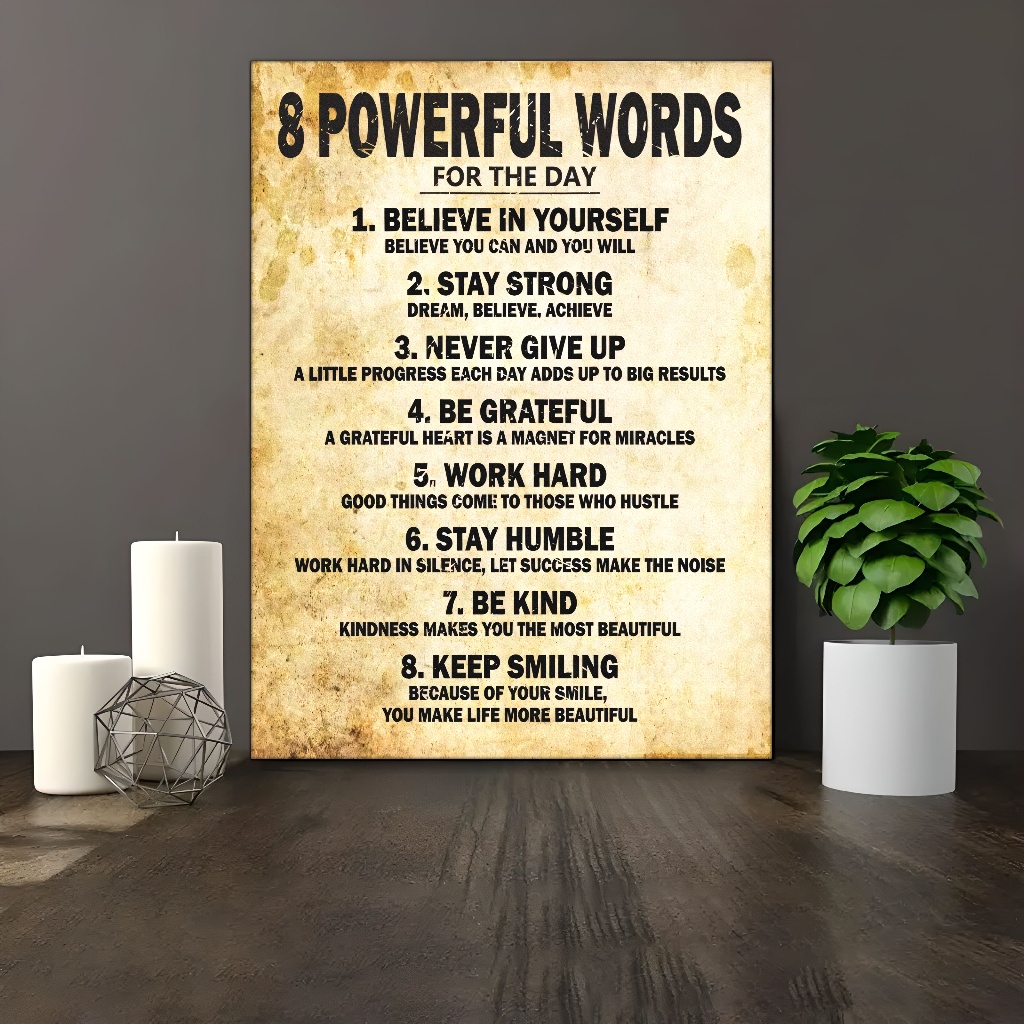 8 POWERFUL WORDS
FOR THE DAY
1. BELIEVE IN YOURSELF
BELIEVE YOU CAN AND YOU WILL
2. STAY STRONG
DREAM, BELIEVE, ACHIEVE
3. NEVER GIVE UP
A LITTLE PROGRESS EACH DAY ADDS UP TO BIG RESULTS
4. BE GRATEFUL
A GRATEFUL HEART IS A MAGNET FOR MIRACLES
5. WORK HARD
GOOD THINGS COME TO THOSE WHO HUSTLE
6. STAY HUMBLE
WORK HARD IN SILENCE, LET SUCCESS MAKE THE NOISE
7. BE KIND
KINDNESS MAKES YOU THE MOST BEAUTIFUL
8. KEEP SMILING
BECAUSE OF YOUR SMILE,
YOU MAKE LIFE MORE BEAUTIFUL